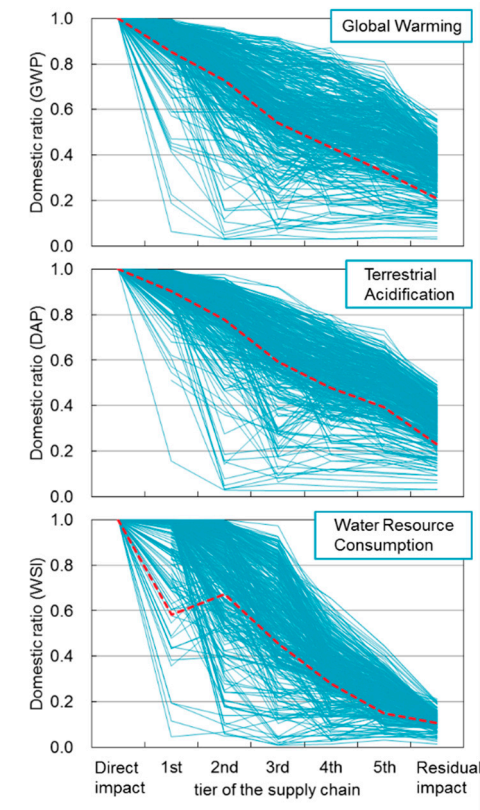 Global Warming
Domestic ratio (GWP)
1.0
0.8
0.6
0.4
0.2
0.0
Terrestrial
Acidification
Domestic ratio (DAP)
1.0
0.8
0.6
0.4
0.2
0.0
Water Resource
Consumption
Domestic ratio (WSI)
1.0
0.8
0.6
0.4
0.2
0.0
Direct impact
1st
2nd
3rd
4th
5th
Residual impact
tier of the supply chain